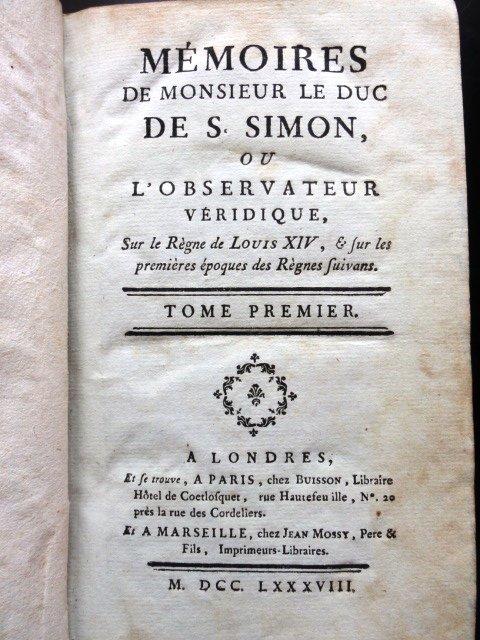 MÉMOIRES
DE MONSIEUR LE DUC
DE S. SIMON,
OU
L'OBSERVATEUR
VÉRIDIQUE,
Sur le Règne de LOUIS XIV, & ſur les
premières époques des Règnes ſuivans.
TOME PREMIER.
A LONDRES,
Et ſe trouve, A PARIS, chez BUISSON, Libraire
Hôtel de Coetloſquet, rue Hautefeuille, N°. 20
près la rue des Cordeliers.
Et A MARSEILLE, chez JEAN MOSSY, Pere &
Fils, Imprimeurs-Libraires.
M. DCC. LXXXVIII.